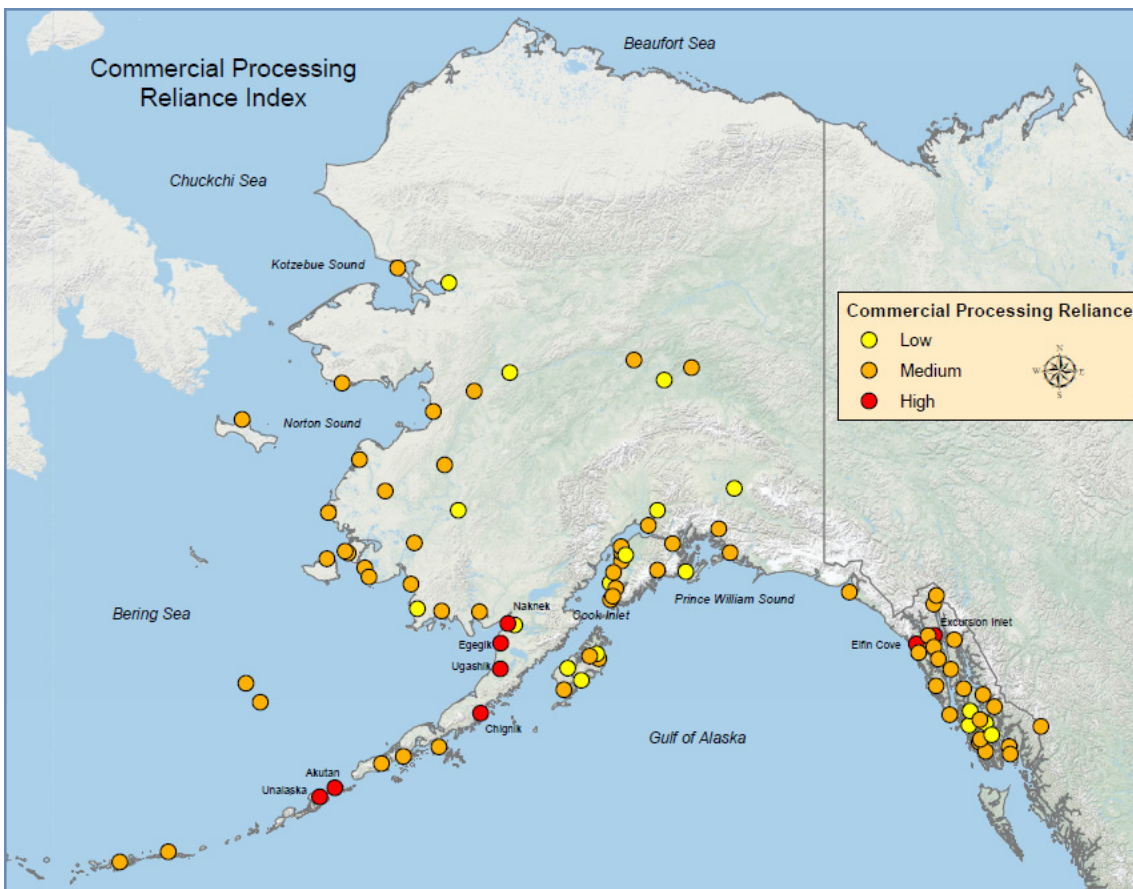 Beaufort Sea
Commercial Processing
Reliance Index
Chuckchi Sea
Kotzebue Sound
Commercial Processing Reliance
Low
Medium
High
N
W
E
S
Norton Sound
Bering Sea
Naknek
Cook Inlet
Prince William Sound
Egegik
Ugashik
Excursion Inlet
Elfin Cove
Chignik
Gulf of Alaska
Akutan
Unalaska